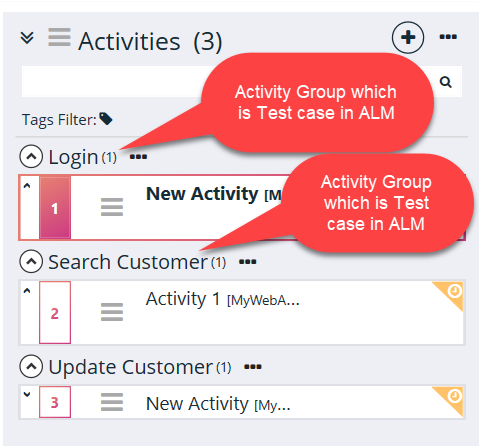 Activities (3)
Activity Group which
is Test case in ALM
Tags Filter:
Login (1)
1
New Activity [M
Activity Group
which is Test
case in ALM
Search Customer (1)
2
Activity 1 [MyWebA...
Update Customer (1)
3
New Activity [My...